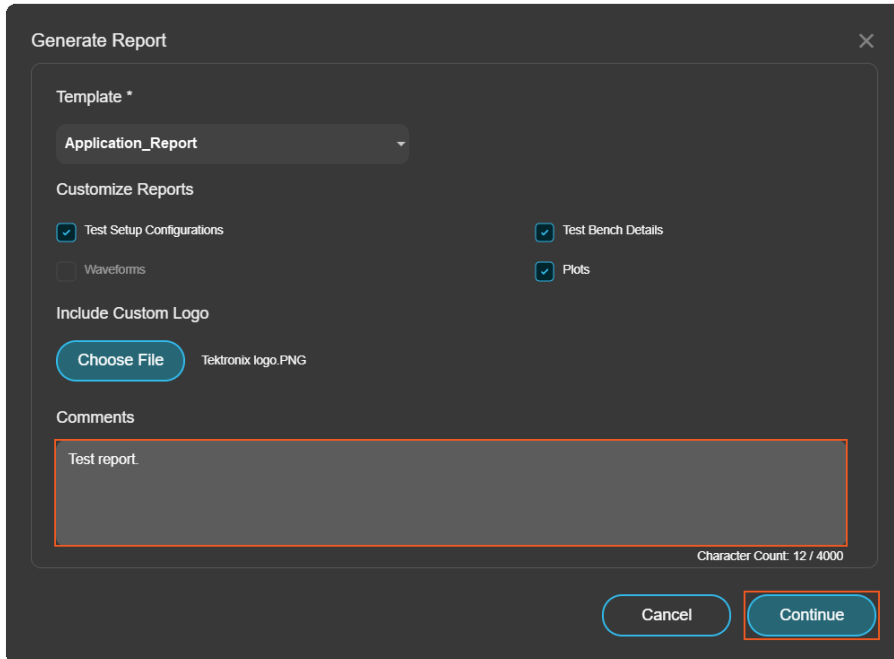 Generate Report
Template *
Application_Report
Customize Reports
Test Setup Configurations
Test Bench Details
Waveforms
Plots
Include Custom Logo
Choose File
Tektronix logo.PNG
Comments
Test report.
Character Count: 12 / 4000
Cancel
Continue